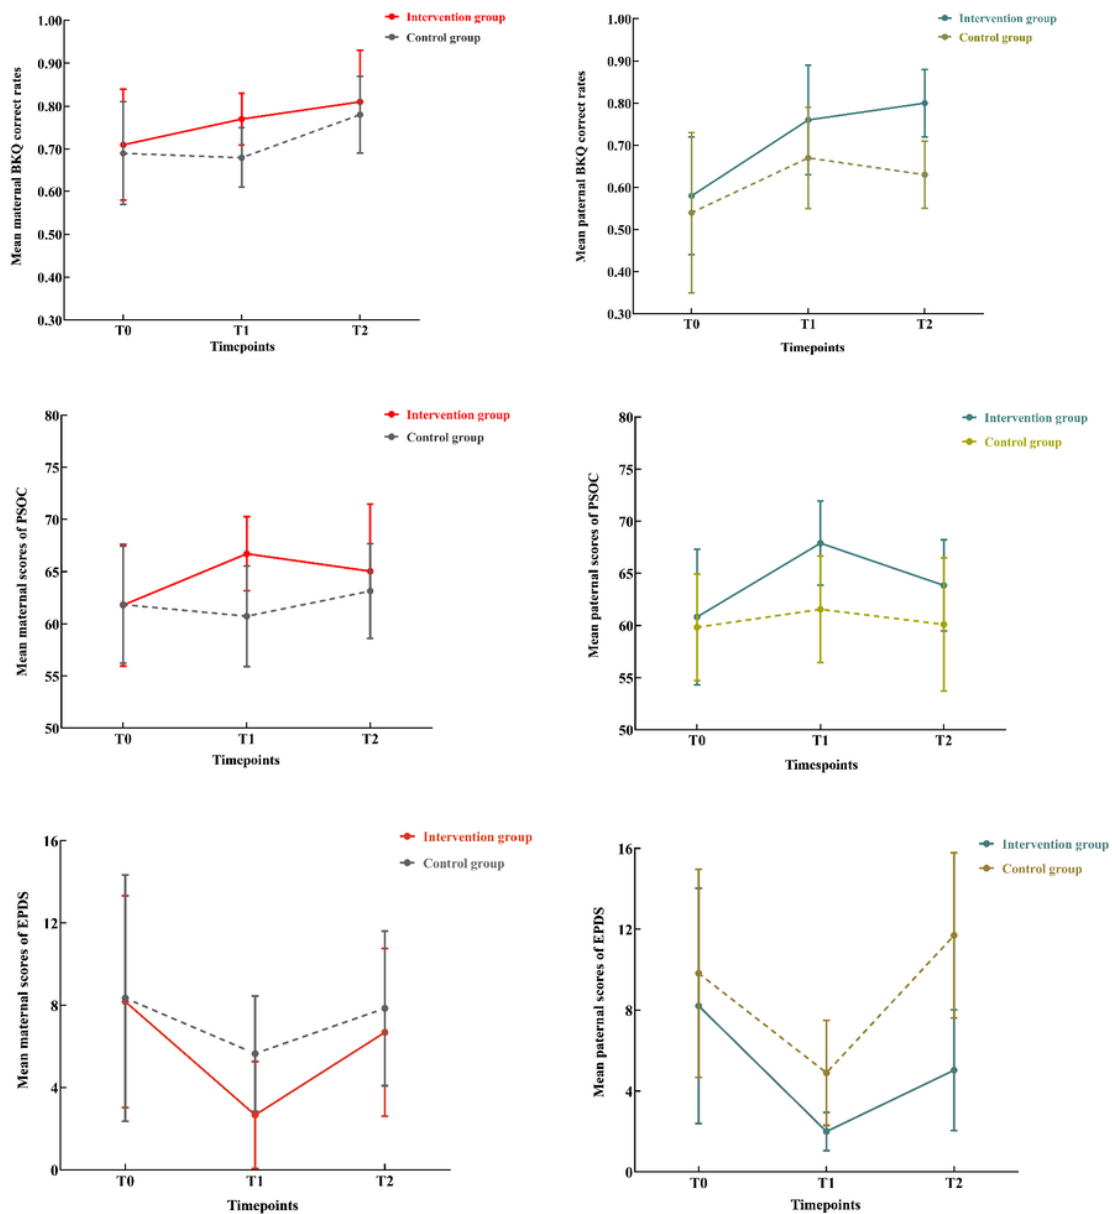 Intervention group
Control group
Mean maternal BKQ correct rates
1.00
0.90
0.80
0.70
0.60
0.50
0.40
0.30
T0 T1 T2
Timepoints
Intervention group
Control group
Mean paternal BKQ correct rates
1.00
0.90
0.80
0.70
0.60
0.50
0.40
0.30
T0 T1 T2
Timepoints
Intervention group
Control group
Mean maternal scores of PSOC
80
75
70
65
60
55
50
T0 T1 T2
Timepoints
Intervention group
Control group
Mean paternal scores of PSOC
80
75
70
65
60
55
50
T0 T1 T2
Timespoints
Intervention group
Control group
Mean maternal scores of EPDS
16
12
8
4
0
T0 T1 T2
Timepoints
Intervention group
Control group
Mean paternal scores of EPDS
16
12
8
4
0
T0 T1 T2
Timepoints